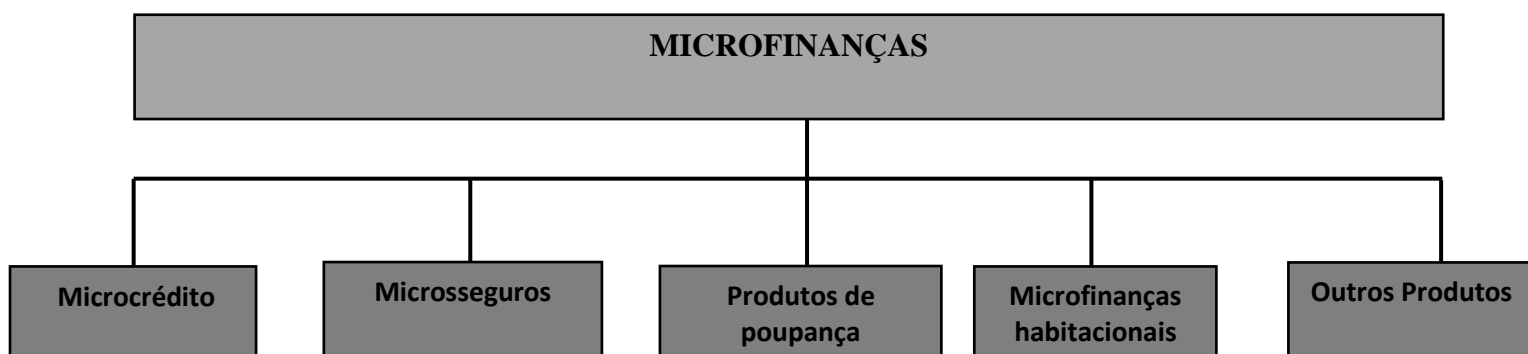 MICROFINANÇAS
Microcrédito
Microsseguros
Produtos de
poupança
Microfinanças
habitacionais
Outros Produtos